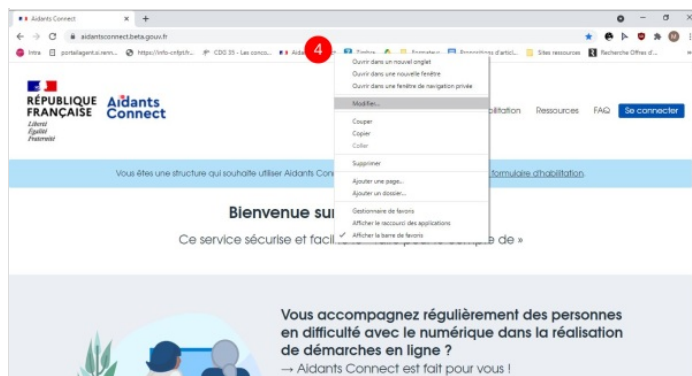 Aidants Connect
aidantsconnect.beta.gouv.fr
Intra portailagent.si.renn... https://info-cnfpt.fr... CDG 35 - Les conco... Aida
4
Formateur Propositions d'articl... Sites ressources Recherche Offres d'...
Ouvrir dans un nouvel onglet
Ouvrir dans une nouvelle fenêtre
Ouvrir dans une fenêtre de navigation privée
Modifier...
Couper
Copier
Coller
Supprimer
Ajouter une page...
Ajouter un dossier...
Gestionnaire de favoris
Afficher le raccourci des applications
Afficher la barre de favoris
RÉPUBLIQUE
FRANÇAISE
Liberté
Égalité
Fraternité
Aidants
Connect
bilitation Ressources FAQ Se connecter
Vous êtes une structure qui souhaite utiliser Aidants Con
formulaire d'habilitation.
Bienvenue sur
Ce service sécurise et facil
e de »
Vous accompagnez régulièrement des personnes
en difficulté avec le numérique dans la réalisation
de démarches en ligne ?
→ Aidants Connect est fait pour vous !